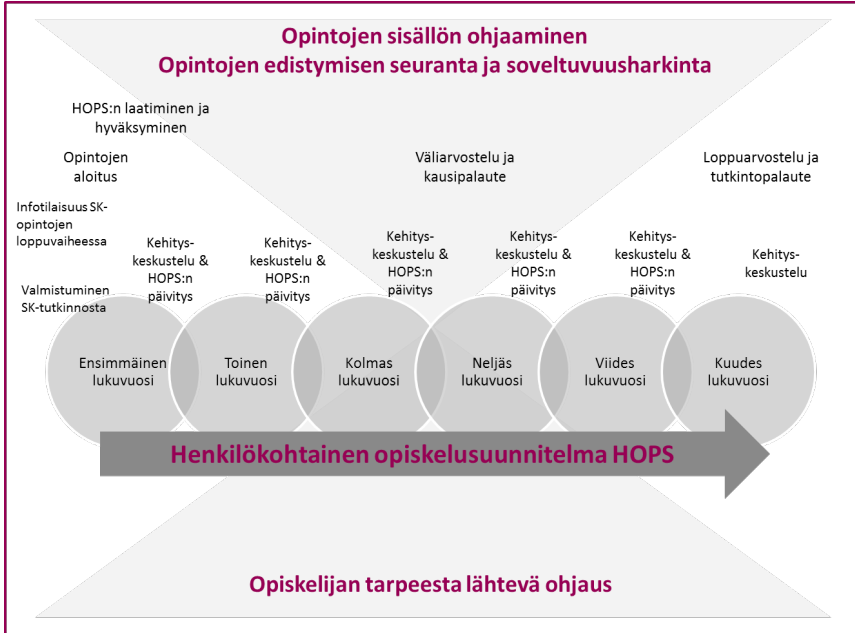 Opintojen sisällön ohjaaminen
Opintojen edistymisen seuranta ja soveltuvuusharkinta
HOPS:n laatiminen ja
hyväksyminen
Opintojen
aloitus
Väliarvostelu ja
kausipalaute
Loppuarvostelu ja
tutkintopalaute
Infotilaisuus SK-
opintojen
loppuvaiheessa
Valmistuminen
SK-tutkinnosta
Kehitys-
keskustelu &
HOPS:n
päivitys
Kehitys-
keskustelu &
HOPS:n
päivitys
Kehitys-
keskustelu &
HOPS:n
päivitys
Kehitys-
keskustelu &
HOPS:n
päivitys
Kehitys-
keskustelu &
HOPS:n
päivitys
Kehitys-
keskustelu
Ensimmäinen
lukuvuosi
Toinen
lukuvuosi
Kolmas
lukuvuosi
Neljäs
lukuvuosi
Viides
lukuvuosi
Kuudes
lukuvuosi
Henkilökohtainen opiskelusuunnitelma HOPS
Opiskelijan tarpeesta lähtevä ohjaus